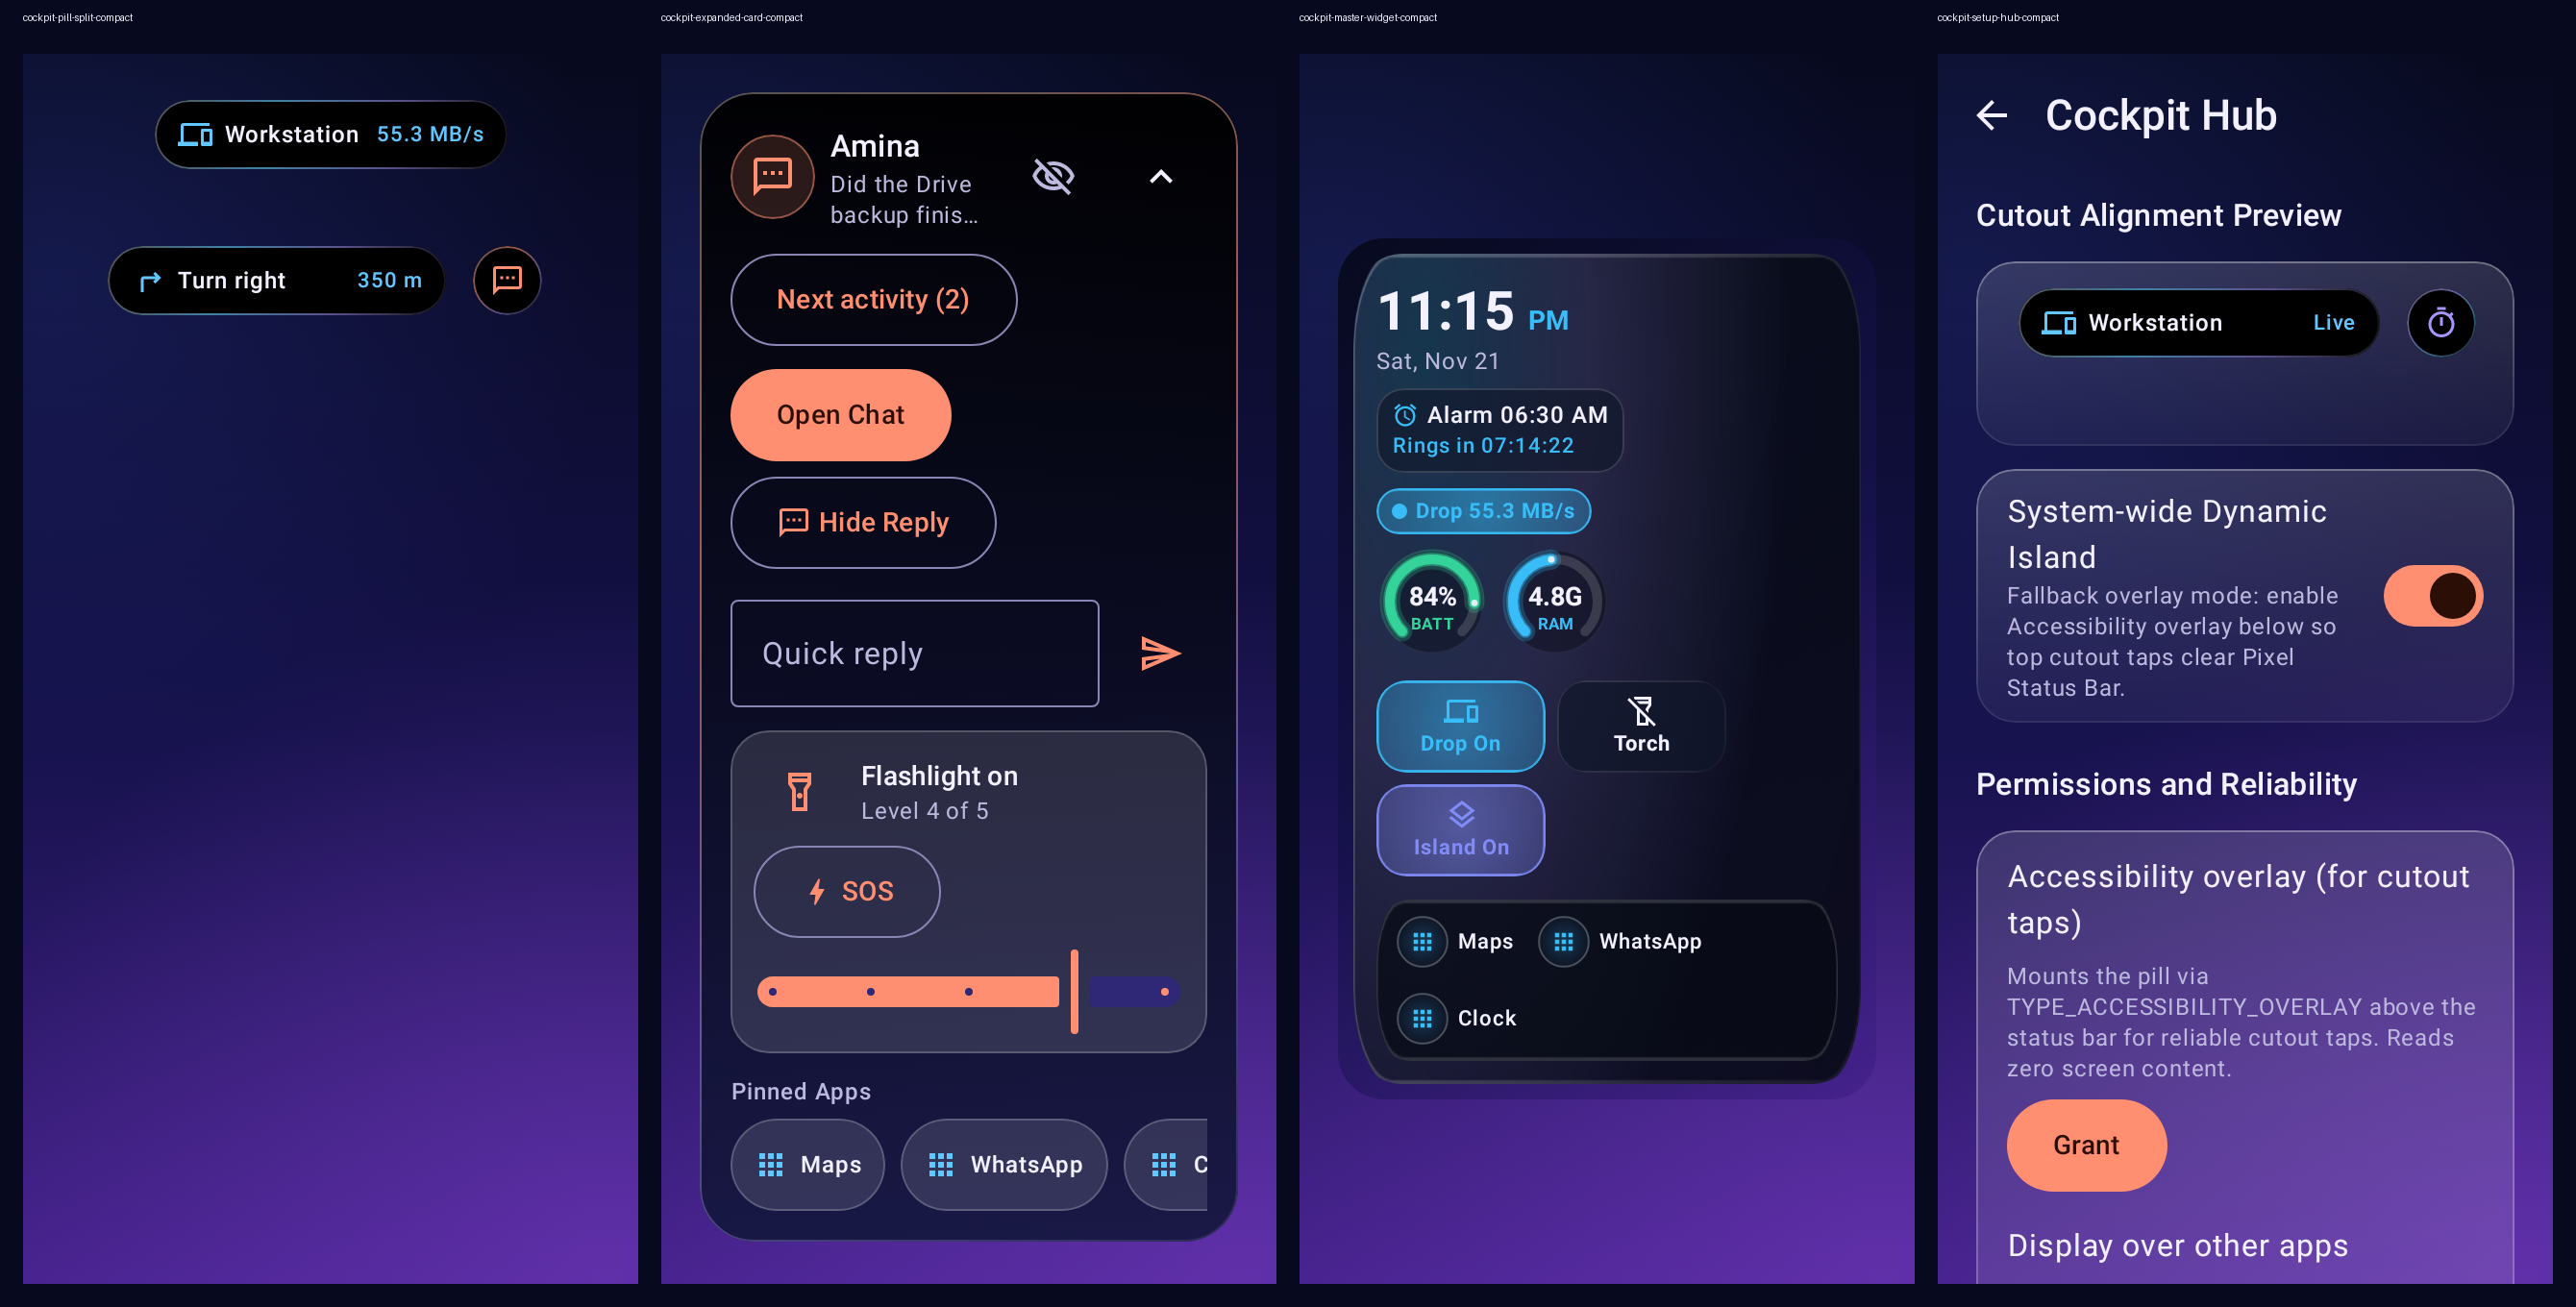 cockpit-pill-split-compact
Workstation 55.3 MB/s
Turn right 350 m
cockpit-expanded-card-compact
Amina
Did the Drive
backup finis…
Next activity (2)
Open Chat
Hide Reply
Quick reply
Flashlight on
Level 4 of 5
SOS
Pinned Apps
Maps WhatsApp C
cockpit-master-widget-compact
11:15 PM
Sat, Nov 21
Alarm 06:30 AM
Rings in 07:14:22
Drop 55.3 MB/s
84% 4.8G
BATT RAM
Drop On Torch
Island On
Maps WhatsApp
Clock
cockpit-setup-hub-compact
Cockpit Hub
Cutout Alignment Preview
Workstation Live
System-wide Dynamic
Island
Fallback overlay mode: enable
Accessibility overlay below so
top cutout taps clear Pixel
Status Bar.
Permissions and Reliability
Accessibility overlay (for cutout
taps)
Mounts the pill via
TYPE_ACCESSIBILITY_OVERLAY above the
status bar for reliable cutout taps. Reads
zero screen content.
Grant
Display over other apps